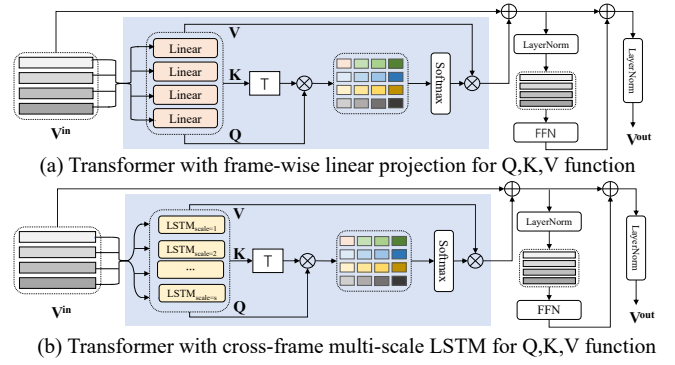 V
Linear
Linear
Linear
Linear
K
T
Q
Softmax
LayerNorm
FFN
LayerNorm
V^in
V^out
(a) Transformer with frame-wise linear projection for Q,K,V function
V
LSTM_scale=1
LSTM_scale=2
...
LSTM_scale=s
K
T
Q
Softmax
LayerNorm
FFN
LayerNorm
V^in
V^out
(b) Transformer with cross-frame multi-scale LSTM for Q,K,V function